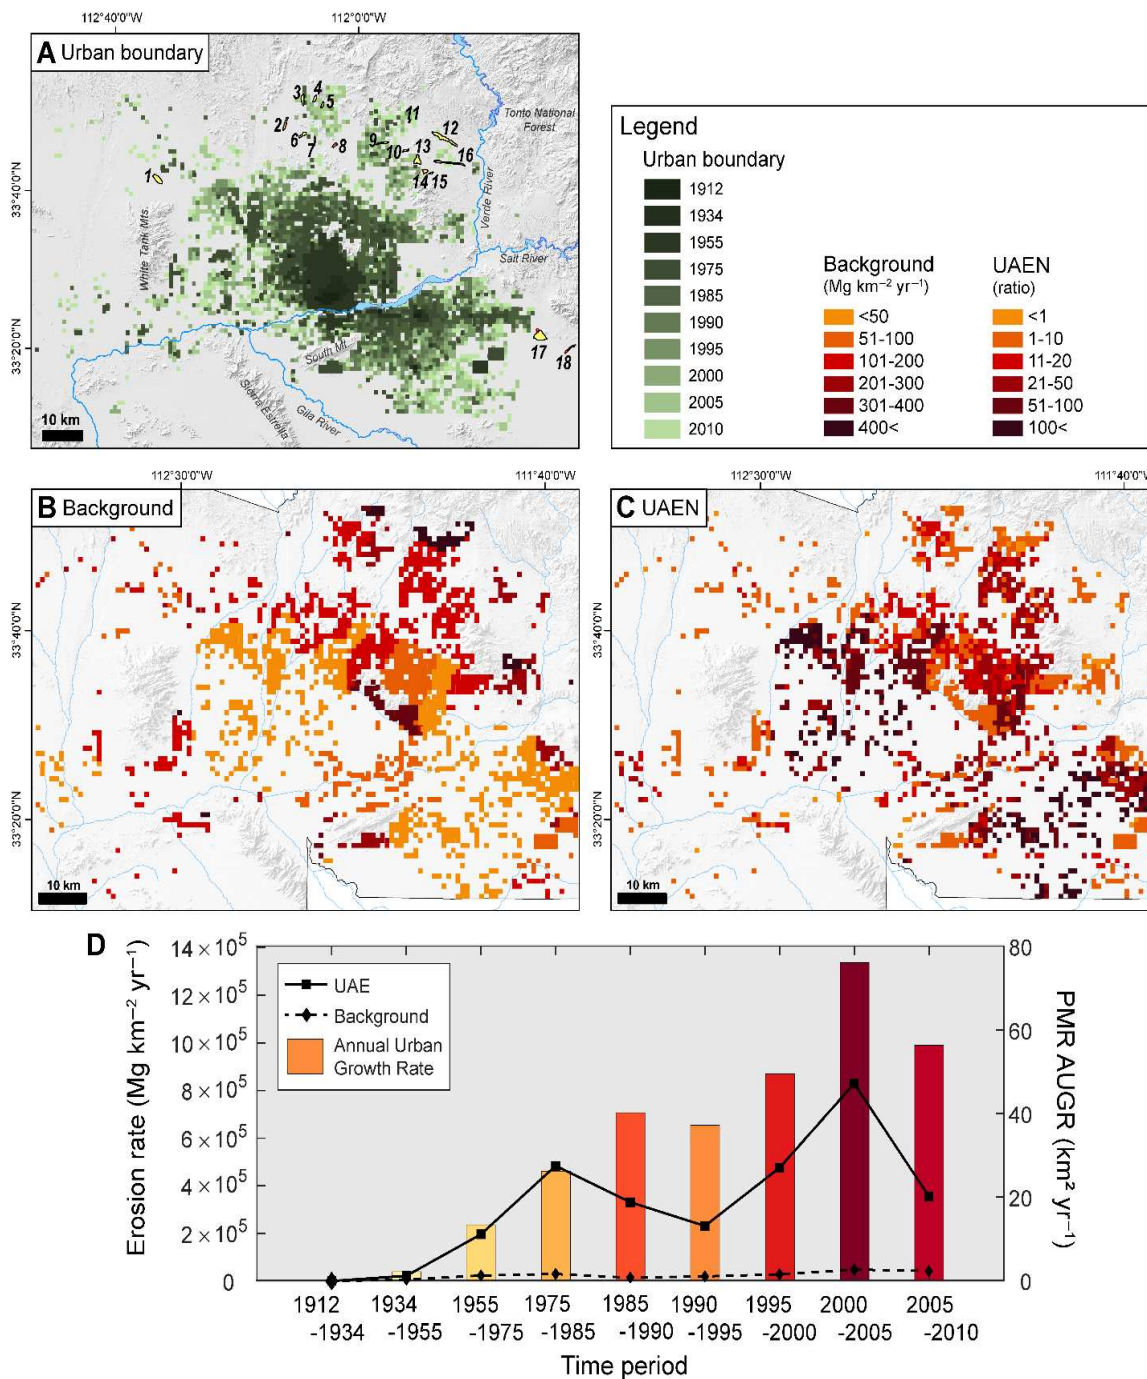 112°40'0"W
112°0'0"W
A Urban boundary
33°40'0"N
33°20'0"N
1
2
3
4
5
6
7
8
9
10
11
12
13
14
15
16
17
18
Tonto National
Forest
Verde River
Salt River
White Tank Mts.
South Mt.
Sierra Estrella
Gila River
10 km
Legend
Urban boundary
1912
1934
1955
1975
1985
1990
1995
2000
2005
2010
Background
(Mg km⁻² yr⁻¹)
<50
51-100
101-200
201-300
301-400
400<
UAEN
(ratio)
<1
1-10
11-20
21-50
51-100
100<
112°30'0"W
111°40'0"W
B Background
33°40'0"N
33°20'0"N
10 km
112°30'0"W
111°40'0"W
C UAEN
33°40'0"N
33°20'0"N
10 km
D
Erosion rate (Mg km⁻² yr⁻¹)
14 × 10⁵
12 × 10⁵
10 × 10⁵
8 × 10⁵
6 × 10⁵
4 × 10⁵
2 × 10⁵
0
UAE
Background
Annual Urban
Growth Rate
80
60
40
20
0
PMR AUGR (km² yr⁻¹)
1912
-1934
1934
-1955
1955
-1975
1975
-1985
1985
-1990
1990
-1995
1995
-2000
2000
-2005
2005
-2010
Time period